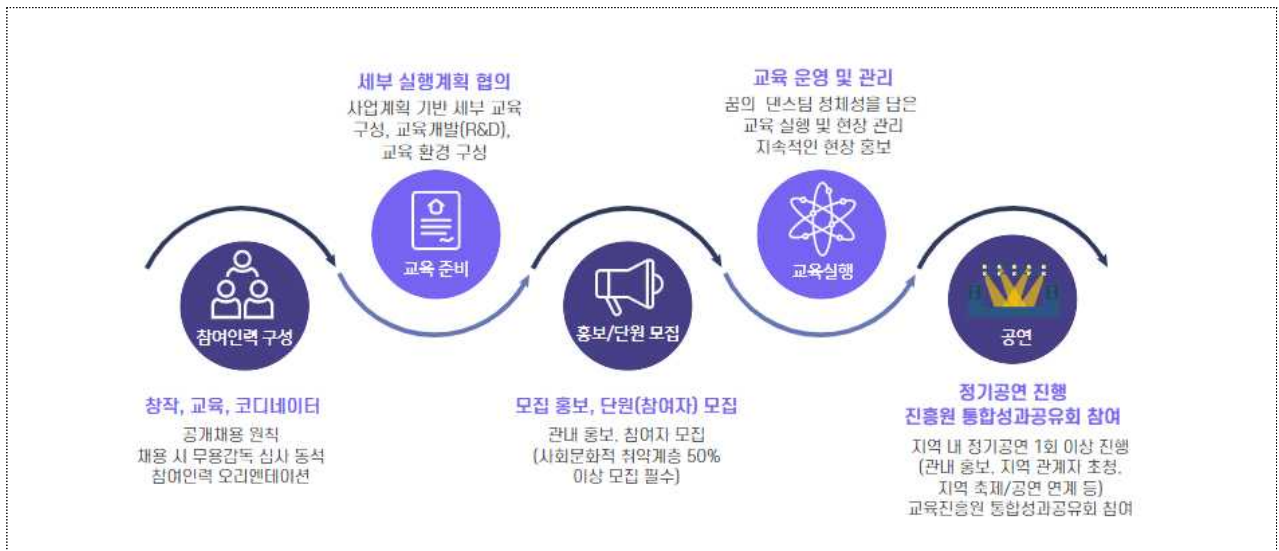 세부 실행계획 협의
사업계획 기반 세부 교육
구성, 교육개발(R&D),
교육 환경 구성
교육 준비
교육 운영 및 관리
꿈의 댄스팀 정체성을 담은
교육 실행 및 현장 관리
지속적인 현장 홍보
교육실행
참여인력 구성
창작, 교육, 코디네이터
공개채용 원칙
채용 시 무용감독 심사 동석
참여인력 오리엔테이션
홍보/단원 모집
모집 홍보, 단원(참여자) 모집
관내 홍보, 참여자 모집
(사회문화적 취약계층 50%
이상 모집 필수)
공연
정기공연 진행
진흥원 통합성과공유회 참여
지역 내 정기공연 1회 이상 진행
(관내 홍보, 지역 관계자 초청,
지역 축제/공연 연계 등)
교육진흥원 통합성과공유회 참여